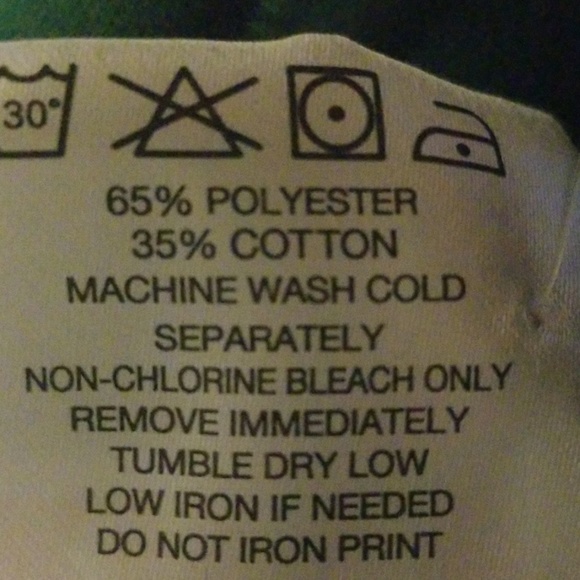 30°
65% POLYESTER
35% COTTON
MACHINE WASH COLD
SEPARATELY
NON-CHLORINE BLEACH ONLY
REMOVE IMMEDIATELY
TUMBLE DRY LOW
LOW IRON IF NEEDED
DO NOT IRON PRINT